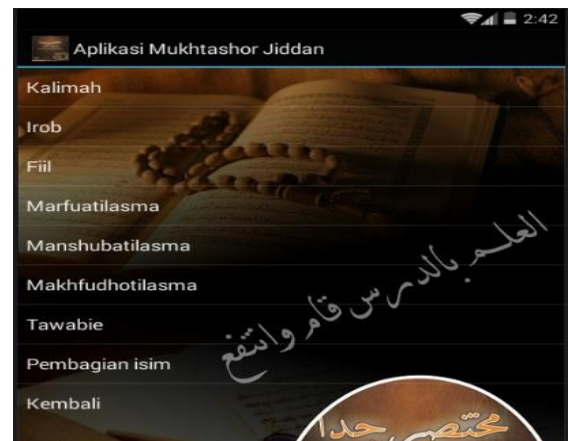 2:42
Aplikasi Mukhtashor Jiddan
Kalimah
Irob
Fiil
Marfuatilasma
Manshubatilasma
Makhfudhotilasma
Tawabie
Pembagian isim
Kembali
العلم بالدرس قام وانتفع
مختصر جدا